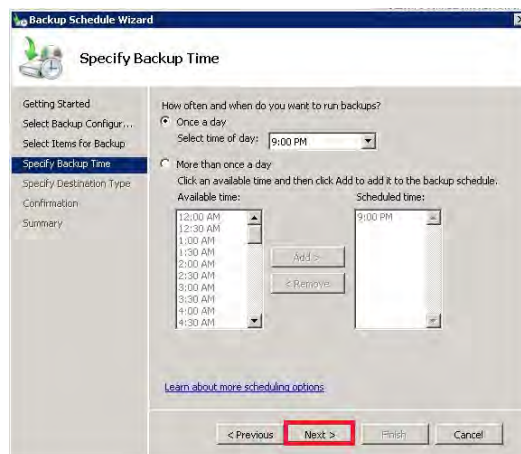 Backup Schedule Wizard
Specify Backup Time
Getting Started
Select Backup Configur...
Select Items for Backup
Specify Backup Time
Specify Destination Type
Confirmation
Summary
How often and when do you want to run backups?
Once a day
Select time of day: 9:00 PM
More than once a day
Click an available time and then click Add to add it to the backup schedule.
Available time:
12:00 AM
12:30 AM
1:00 AM
1:30 AM
2:00 AM
2:30 AM
3:00 AM
3:30 AM
4:00 AM
4:30 AM
Add >
< Remove
Scheduled time:
9:00 PM
Learn about more scheduling options
< Previous
Next >
Finish
Cancel